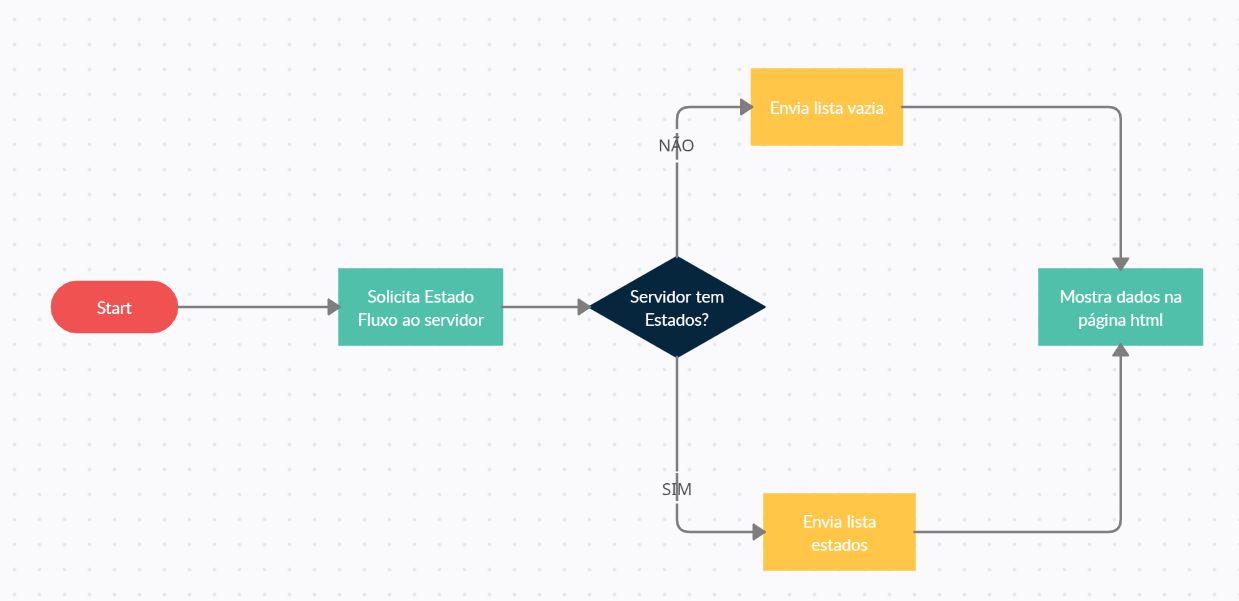 Start
Solicita Estado
Fluxo ao servidor
Servidor tem
Estados?
NÃO
Envia lista vazia
SIM
Envia lista
estados
Mostra dados na
página html